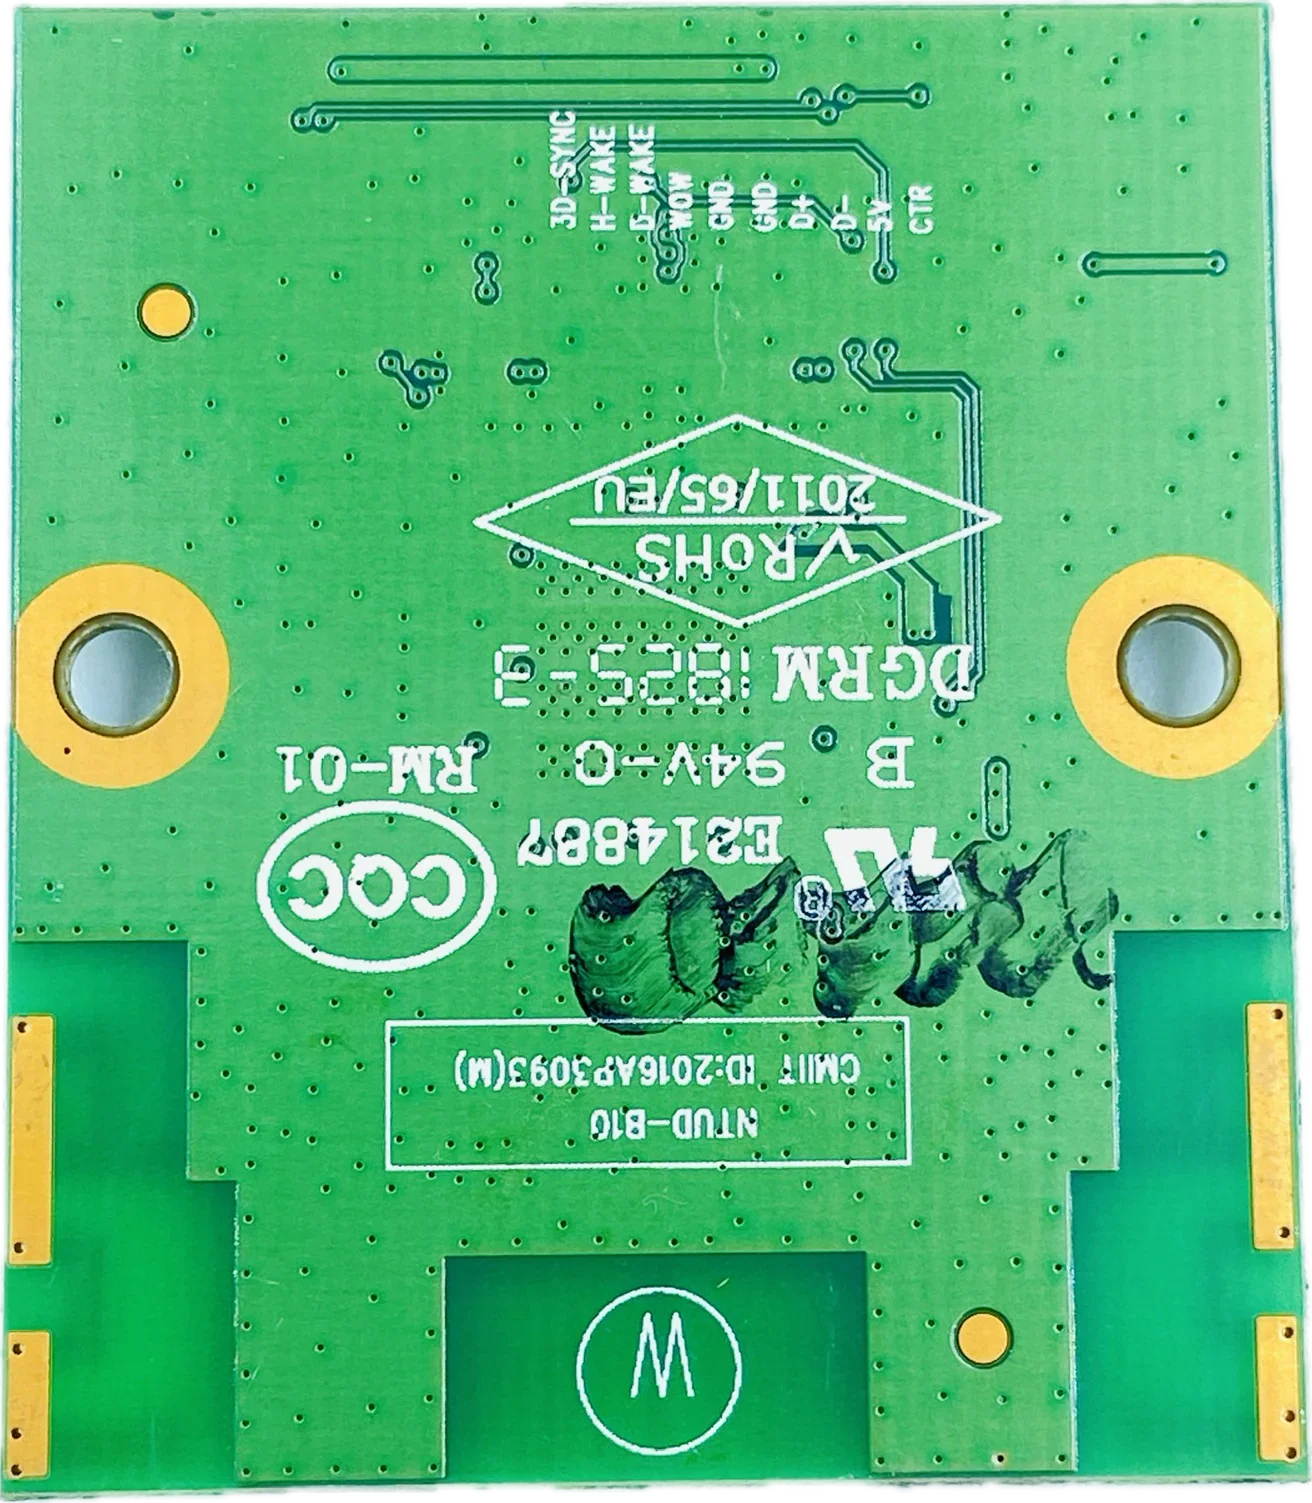 M
NTUD-B10
CMIIT ID:2016AP3093(M)
E214887
CQC
B 94V-0
RM-01
DGRM 1825-3
√RoHS
2011/65/EU
3D-SYNC
H-WAKE
D-WAKE
WOW
GND
GND
D+
D-
5V
CTR